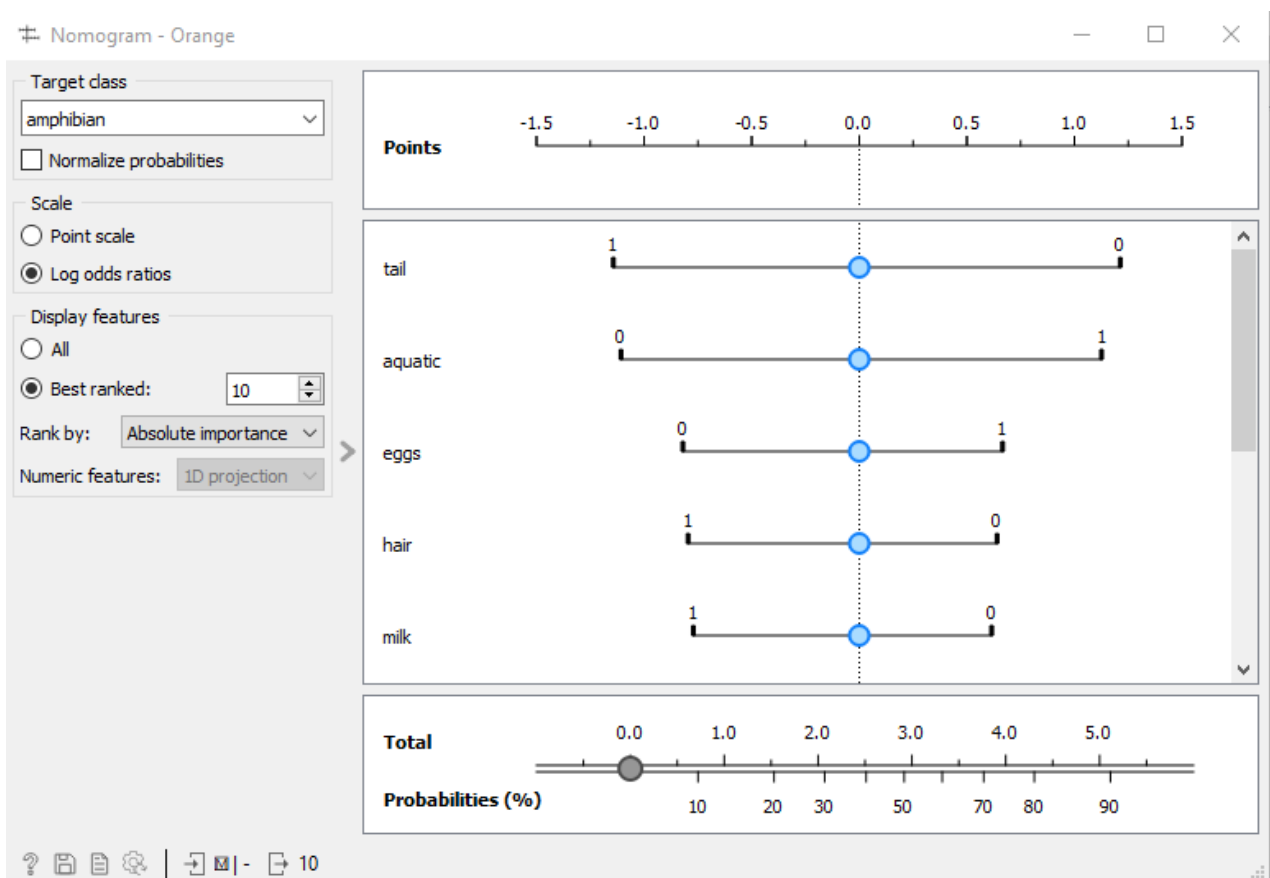 Nomogram - Orange
Target class
amphibian
Normalize probabilities
Scale
Point scale
Log odds ratios
Display features
All
Best ranked: 10
Rank by: Absolute importance
Numeric features: 1D projection
Points
-1.5 -1.0 -0.5 0.0 0.5 1.0 1.5
tail
1 0
aquatic
0 1
eggs
0 1
hair
1 0
milk
1 0
Total
0.0 1.0 2.0 3.0 4.0 5.0
Probabilities (%)
10 20 30 50 70 80 90
? M | - 10